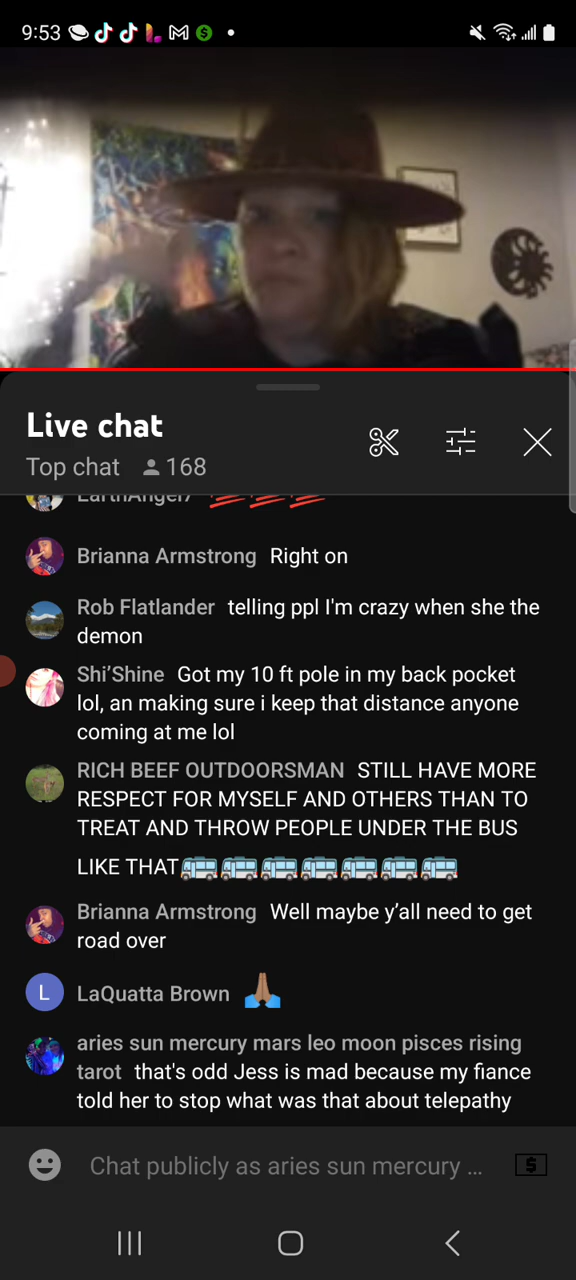 9:53
Live chat
Top chat 168
EarthAngel7
Brianna Armstrong Right on
Rob Flatlander telling ppl I'm crazy when she the
demon
Shi’Shine Got my 10 ft pole in my back pocket
lol, an making sure i keep that distance anyone
coming at me lol
RICH BEEF OUTDOORSMAN STILL HAVE MORE
RESPECT FOR MYSELF AND OTHERS THAN TO
TREAT AND THROW PEOPLE UNDER THE BUS
LIKE THAT🚌🚌🚌🚌🚌🚌🚌
Brianna Armstrong Well maybe y’all need to get
road over
L LaQuatta Brown 🙏🏽
aries sun mercury mars leo moon pisces rising
tarot that's odd Jess is mad because my fiance
told her to stop what was that about telepathy
Chat publicly as aries sun mercury ... $